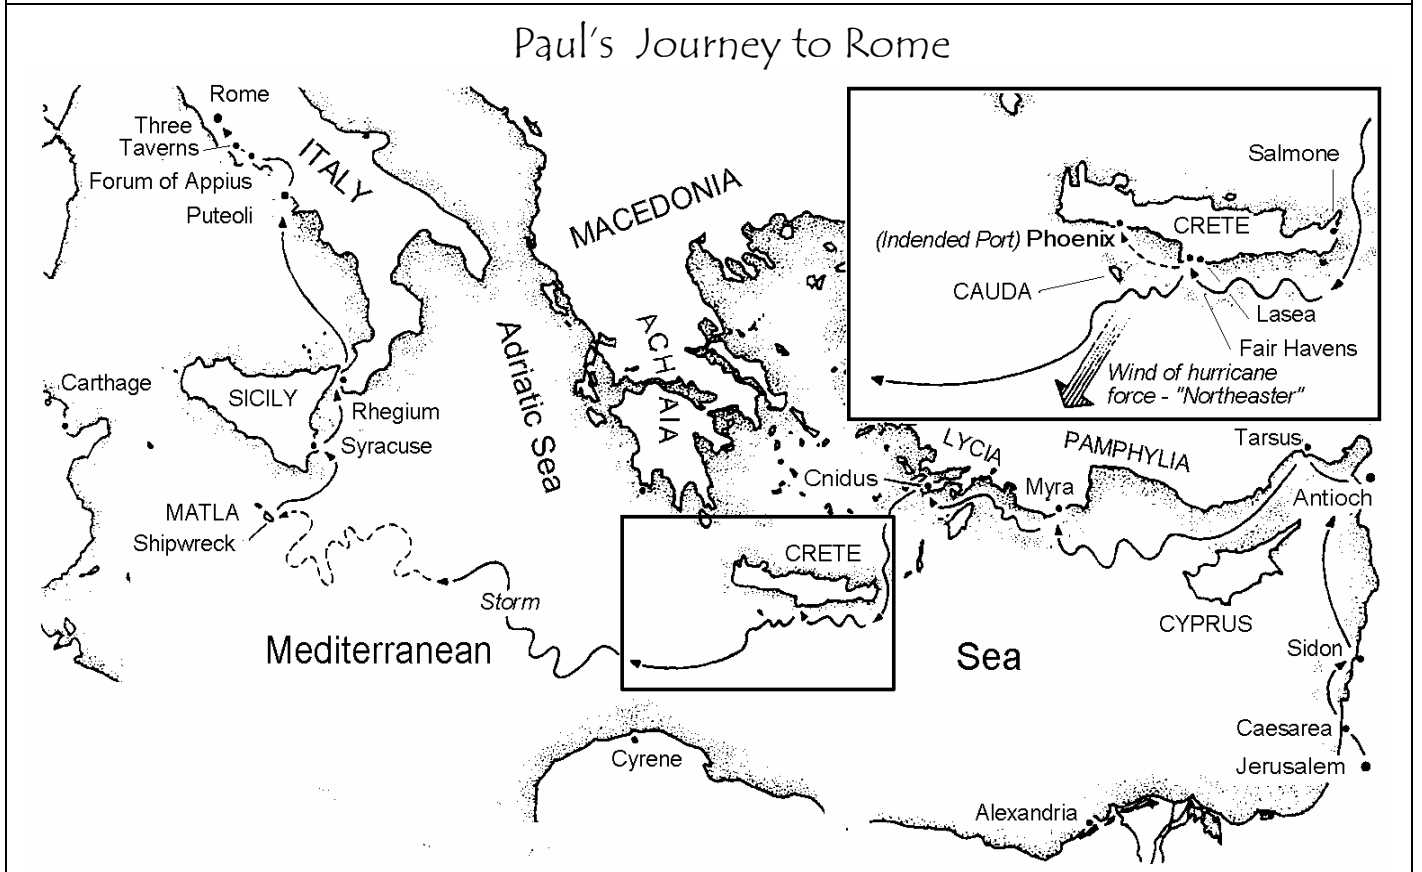 Paul's Journey to Rome
Rome
Three
Taverns
Forum of Appius
Puteoli
ITALY
MACEDONIA
Adriatic Sea
ACHAIA
Carthage
SICILY
Rhegium
Syracuse
MATLA
Shipwreck
Storm
Mediterranean
Sea
CRETE
Cyrene
Alexandria
Cnidus
LYCIA
Myra
PAMPHYLIA
Tarsus
Antioch
CYPRUS
Sidon
Caesarea
Jerusalem
Salmone
CRETE
(Indended Port) Phoenix
CAUDA
Lasea
Fair Havens
Wind of hurricane
force - "Northeaster"